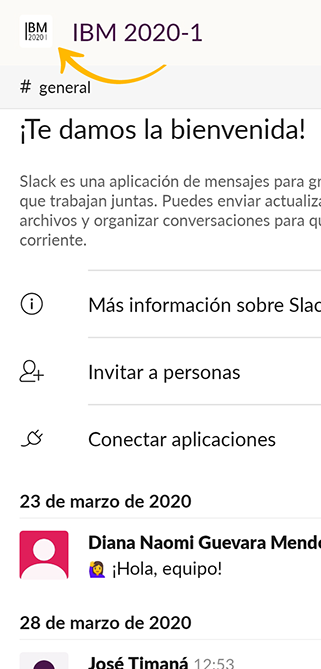 IBM
2020-1
IBM 2020-1
# general
¡Te damos la bienvenida!
Slack es una aplicación de mensajes para gr
que trabajan juntas. Puedes enviar actualiza
archivos y organizar conversaciones para qu
corriente.
Más información sobre Slac
Invitar a personas
Conectar aplicaciones
23 de marzo de 2020
Diana Naomi Guevara Mendo
🙋‍♀️ ¡Hola, equipo!
28 de marzo de 2020
José Timaná 12:53